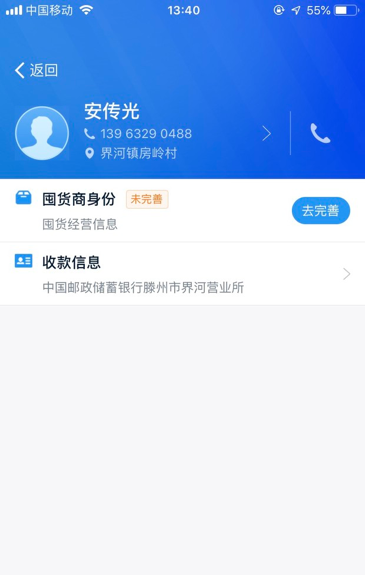 中国移动 13:40 55%
返回
安传光
139 6329 0488
界河镇房岭村
囤货商身份 未完善
去完善
囤货经营信息
收款信息
中国邮政储蓄银行滕州市界河营业所